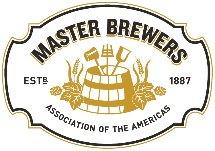 MASTER BREWERS
ESTD 1887
ASSOCIATION OF THE AMERICAS